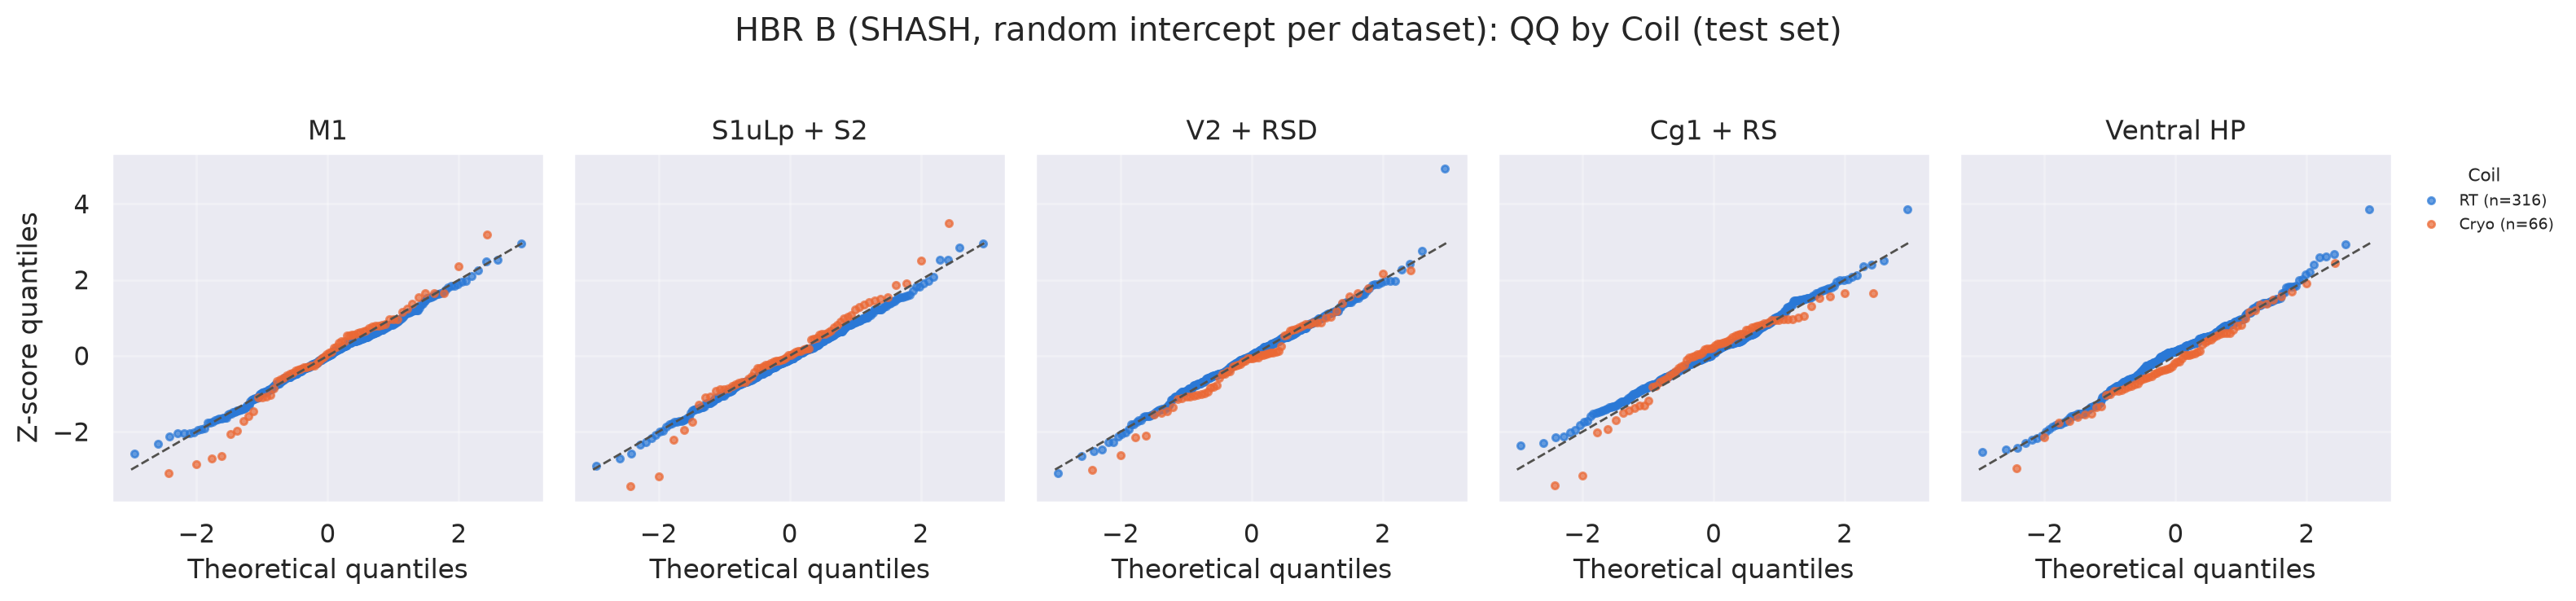 HBR B (SHASH, random intercept per dataset): QQ by Coil (test set)
M1
S1uLp + S2
V2 + RSD
Cg1 + RS
Ventral HP
Coil
RT (n=316)
Cryo (n=66)
Z-score quantiles
4
2
0
−2
−2 0 2
−2 0 2
−2 0 2
−2 0 2
−2 0 2
Theoretical quantiles
Theoretical quantiles
Theoretical quantiles
Theoretical quantiles
Theoretical quantiles